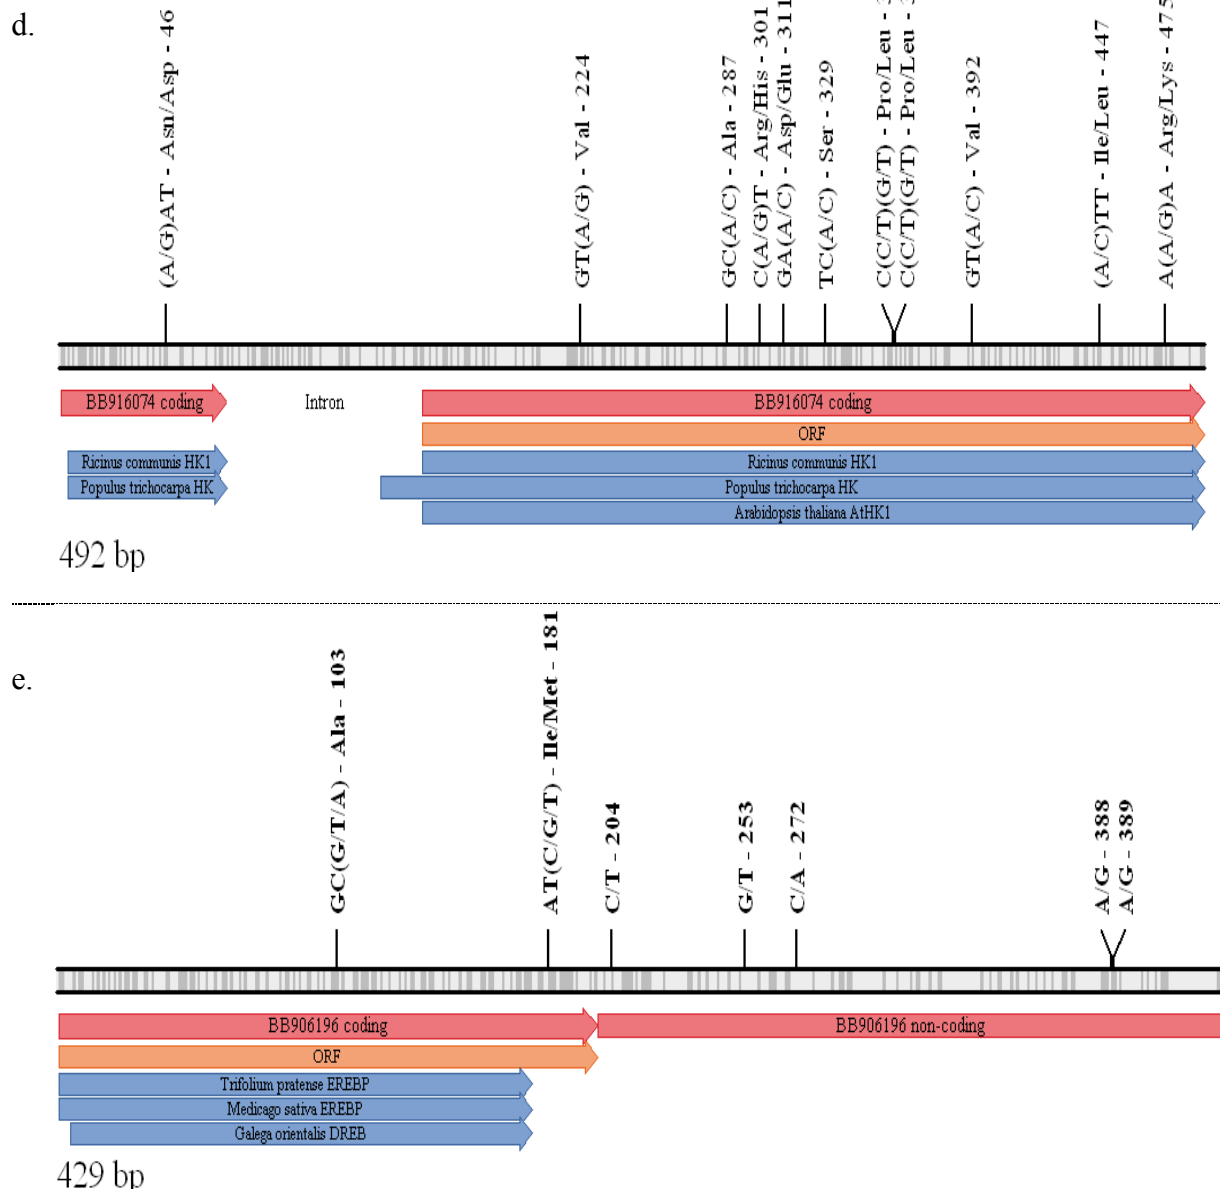 d.
(A/G)AT - Asn/Asp - 46
GT(A/G) - Val - 224
GC(A/C) - Ala - 287
C(A/G)T - Arg/His - 301
GA(A/C) - Asp/Glu - 311
TC(A/C) - Ser - 329
C(C/T)(G/T) - Pro/Leu -
C(C/T)(G/T) - Pro/Leu -
GT(A/C) - Val - 392
(A/C)TT - Ile/Leu - 447
A(A/G)A - Arg/Lys - 475
BB916074 coding
Intron
BB916074 coding
ORF
Ricinus communis HK1
Ricinus communis HK1
Populus trichocarpa HK
Populus trichocarpa HK
Arabidopsis thaliana AtHK1
492 bp
e.
GC(G/T/A) - Ala - 103
AT(C/G/T) - Ile/Met - 181
C/T - 204
G/T - 253
C/A - 272
A/G - 388
A/G - 389
BB906196 coding
BB906196 non-coding
ORF
Trifolium pratense EREBP
Medicago sativa EREBP
Galega orientalis DREB
429 bp